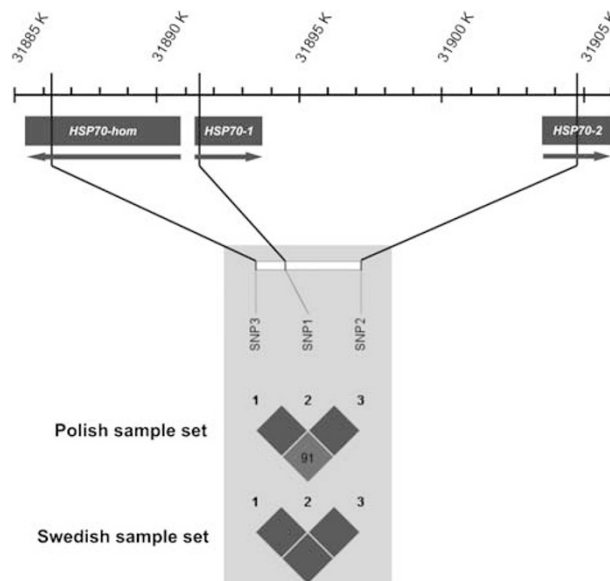 31885 K
31890 K
31895 K
31900 K
31905 K
HSP70-hom
HSP70-1
HSP70-2
SNP3
SNP1
SNP2
1 2 3
Polish sample set
91
1 2 3
Swedish sample set